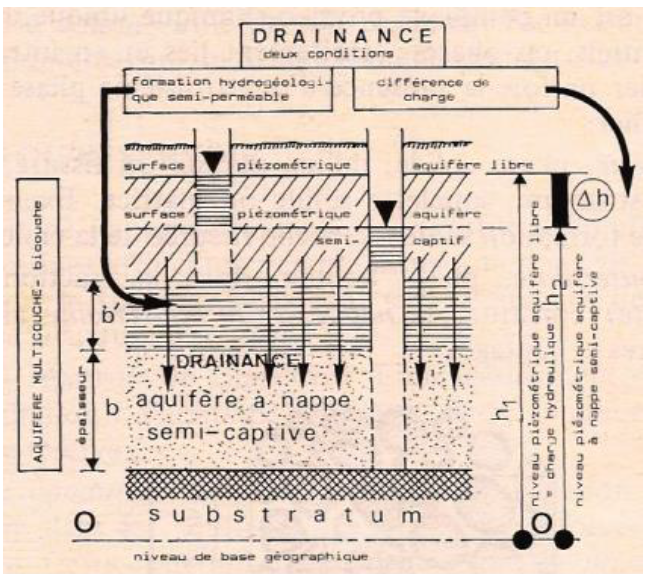 DRAINANCE
deux conditions
formation hydrogéologi-
que semi-perméable
différence de
charge
surface piézométrique aquifère libre
surface piézométrique aquifère
semi-captif
Δh
AQUIFERE MULTICOUCHE - bicouche
épaisseur
b'
b
DRAINANCE
aquifère à nappe
semi-captive
h1
niveau piézométrique aquifère libre
= charge hydraulique
h2
niveau piézométrique aquifère
à nappe semi-captive
O
substratum
O
niveau de base géographique